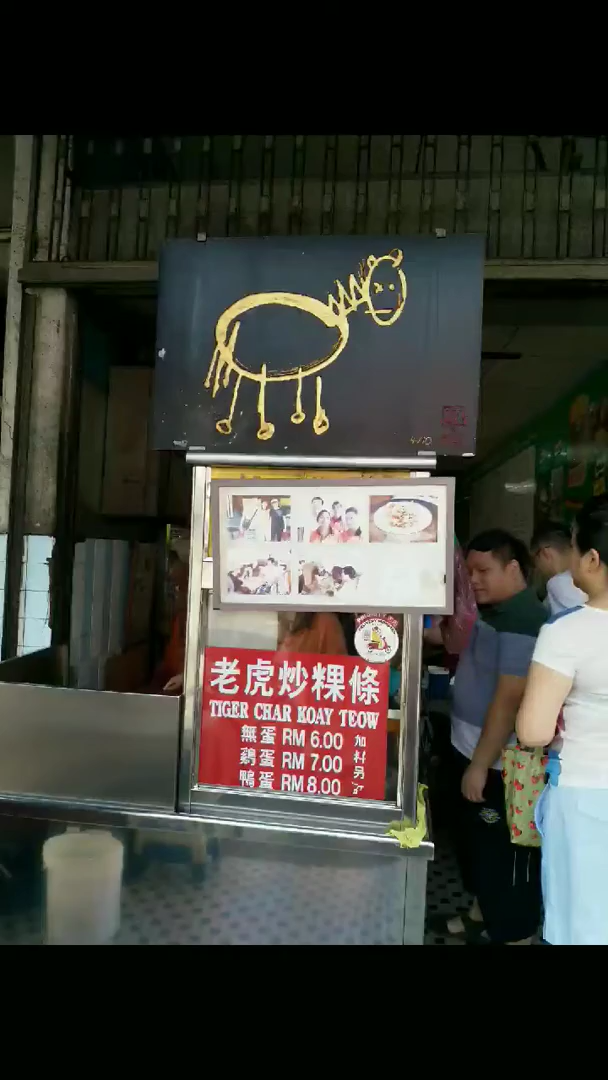 老虎炒粿條
TIGER CHAR KOAY TEOW
無蛋 RM 6.00
鷄蛋 RM 7.00
鴨蛋 RM 8.00
加料另